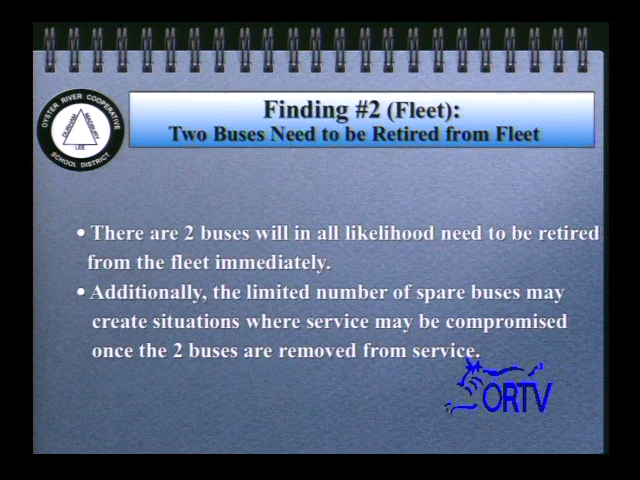 Finding #2 (Fleet):
Two Buses Need to be Retired from Fleet
OYSTER RIVER COOPERATIVE
DURHAM
MADBURY
LEE
SCHOOL DISTRICT
• There are 2 buses will in all likelihood need to be retired
from the fleet immediately.
• Additionally, the limited number of spare buses may
create situations where service may be compromised
once the 2 buses are removed from service.
ORTV